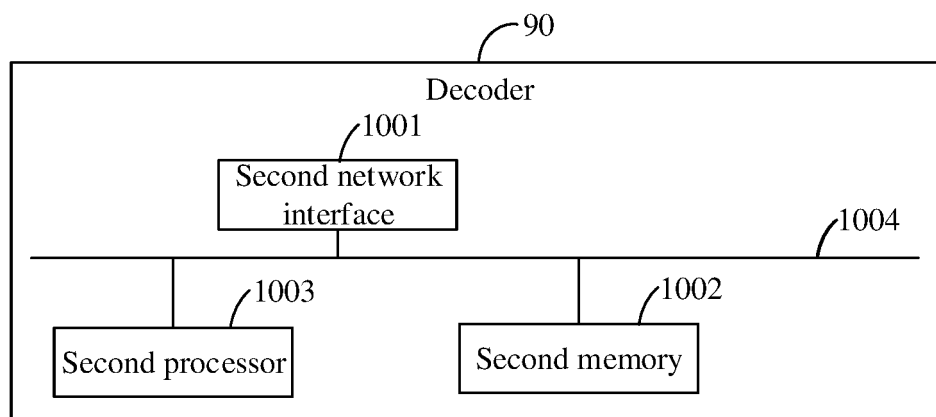 90
Decoder
1001
Second network
interface
1004
1003
1002
Second processor
Second memory